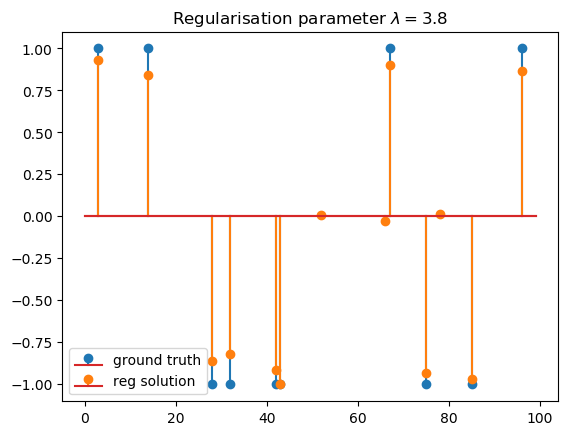 Regularisation parameter λ = 3.8
1.00
0.75
0.50
0.25
0.00
−0.25
−0.50
−0.75
−1.00
ground truth
reg solution
0 20 40 60 80 100